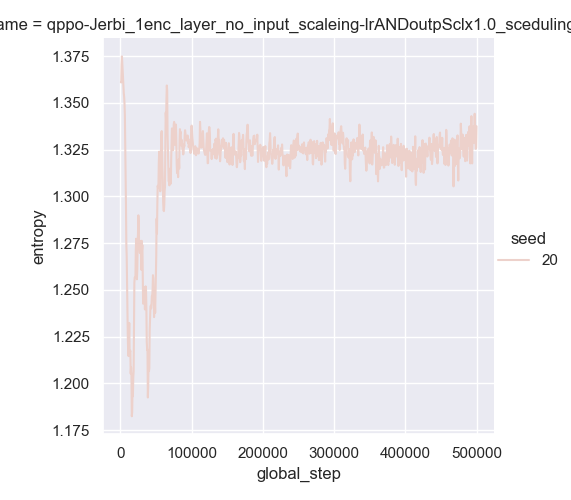 ame = qppo-Jerbi_1enc_layer_no_input_scaleing-lrANDoutpSclx1.0_sceduling
1.375
1.350
1.325
1.300
1.275
1.250
1.225
1.200
1.175
entropy
seed
20
0 100000 200000 300000 400000 500000
global_step